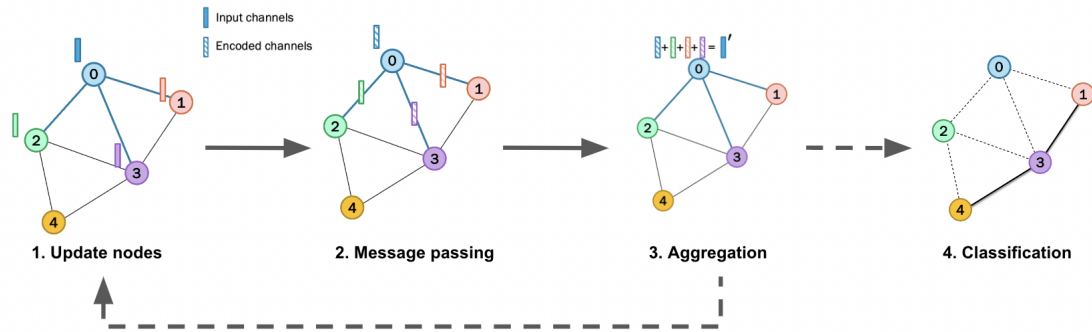 Input channels
Encoded channels
0
1
2
3
4
0
1
2
3
4
+ + + = ′
0
1
2
3
4
0
1
2
3
4
1. Update nodes
2. Message passing
3. Aggregation
4. Classification